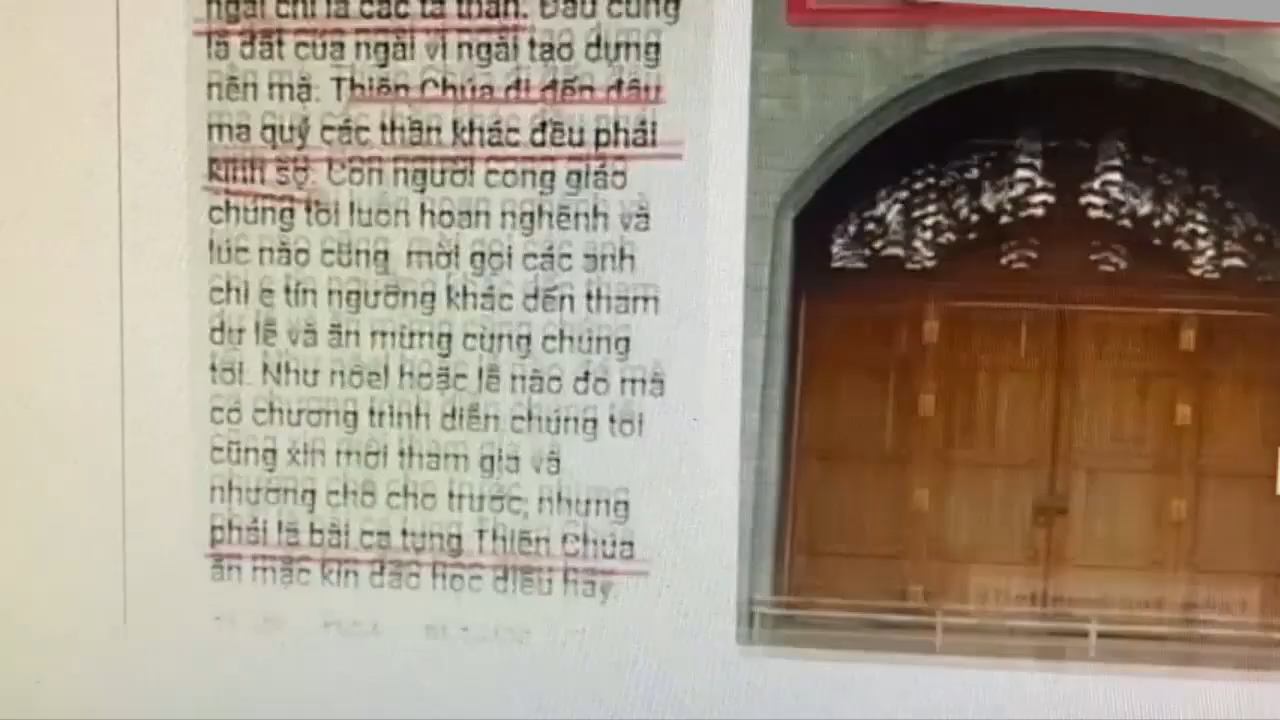 ngài chỉ là các tà thần. Đâu cũng
là đất của ngài vì ngài tạo dựng
nên mà. Thiên Chúa đi đến đâu
ma quỷ các thần khác đều phải
kinh sợ. Còn người công giáo
chúng tôi luôn hoan nghênh và
lúc nào cũng mời gọi các anh
chị e tín ngưỡng khác đến tham
dự lễ và ăn mừng cùng chúng
tôi. Như nôel hoặc lễ nào đó mà
có chương trình diễn chúng tôi
cũng xin mời tham gia và
nhường chỗ cho trước, nhưng
phải là bài ca tụng Thiên Chúa
ăn mặc kín đáo học điều hay.